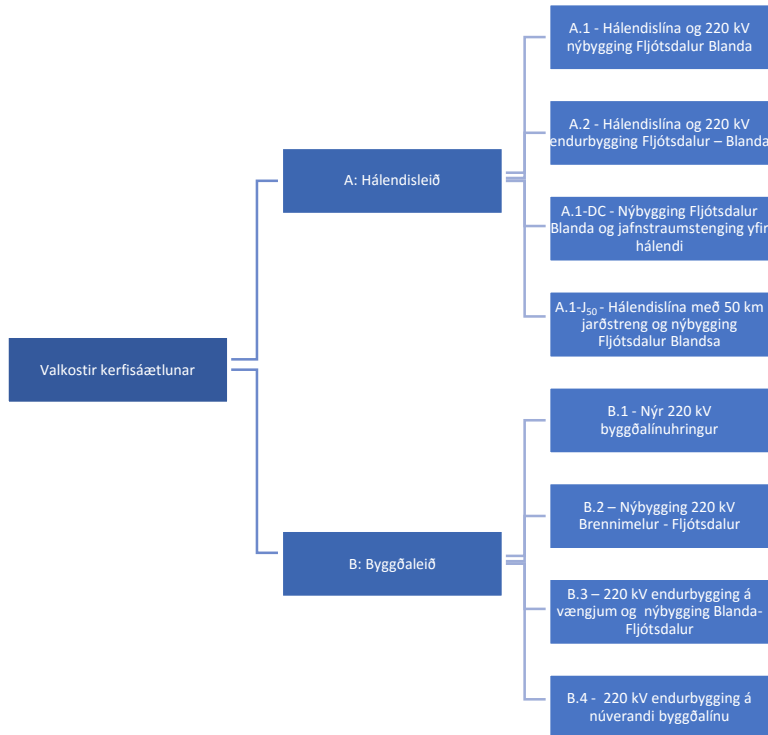 Valkostir kerfisáætlunar
A: Hálendisleið
A.1 - Hálendislína og 220 kV
nýbygging Fljótsdalur Blanda
A.2 - Hálendislína og 220 kV
endurbygging Fljótsdalur – Blanda
A.1-DC - Nýbygging Fljótsdalur
Blanda og jafnstraumstenging yfir
hálendi
A.1-J₅₀ - Hálendislína með 50 km
jarðstreng og nýbygging
Fljótsdalur Blandsa
B: Byggðaleið
B.1 - Nýr 220 kV
byggðalínuhringur
B.2 – Nýbygging 220 kV
Brennimelur - Fljótsdalur
B.3 – 220 kV endurbygging á
vængjum og nýbygging Blanda-
Fljótsdalur
B.4 - 220 kV endurbygging á
núverandi byggðalínu